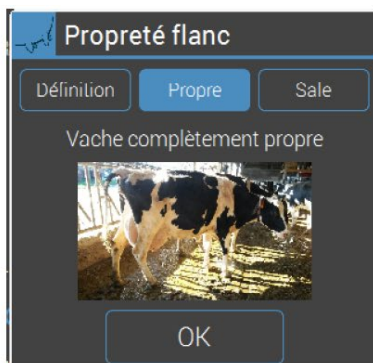 Propreté flanc
Définition Propre Sale
Vache complètement propre
OK